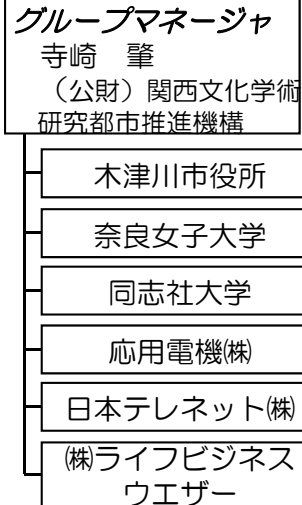 グループマネージャ
寺崎　肇
（公財）関西文化学術
研究都市推進機構
木津川市役所
奈良女子大学
同志社大学
応用電機㈱
日本テレネット㈱
㈱ライフビジネス
ウエザー